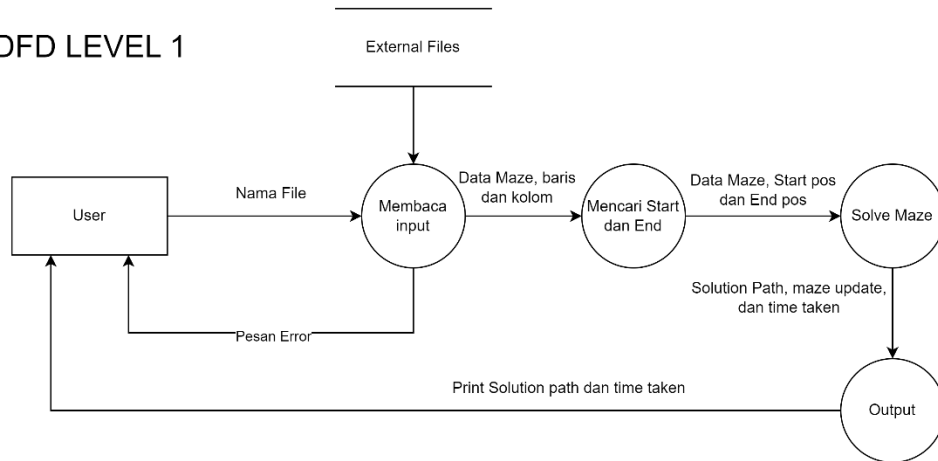 DFD LEVEL 1
External Files
User
Nama File
Membaca
input
Data Maze, baris
dan kolom
Mencari Start
dan End
Data Maze, Start pos
dan End pos
Solve Maze
Solution Path, maze update,
dan time taken
Pesan Error
Print Solution path dan time taken
Output